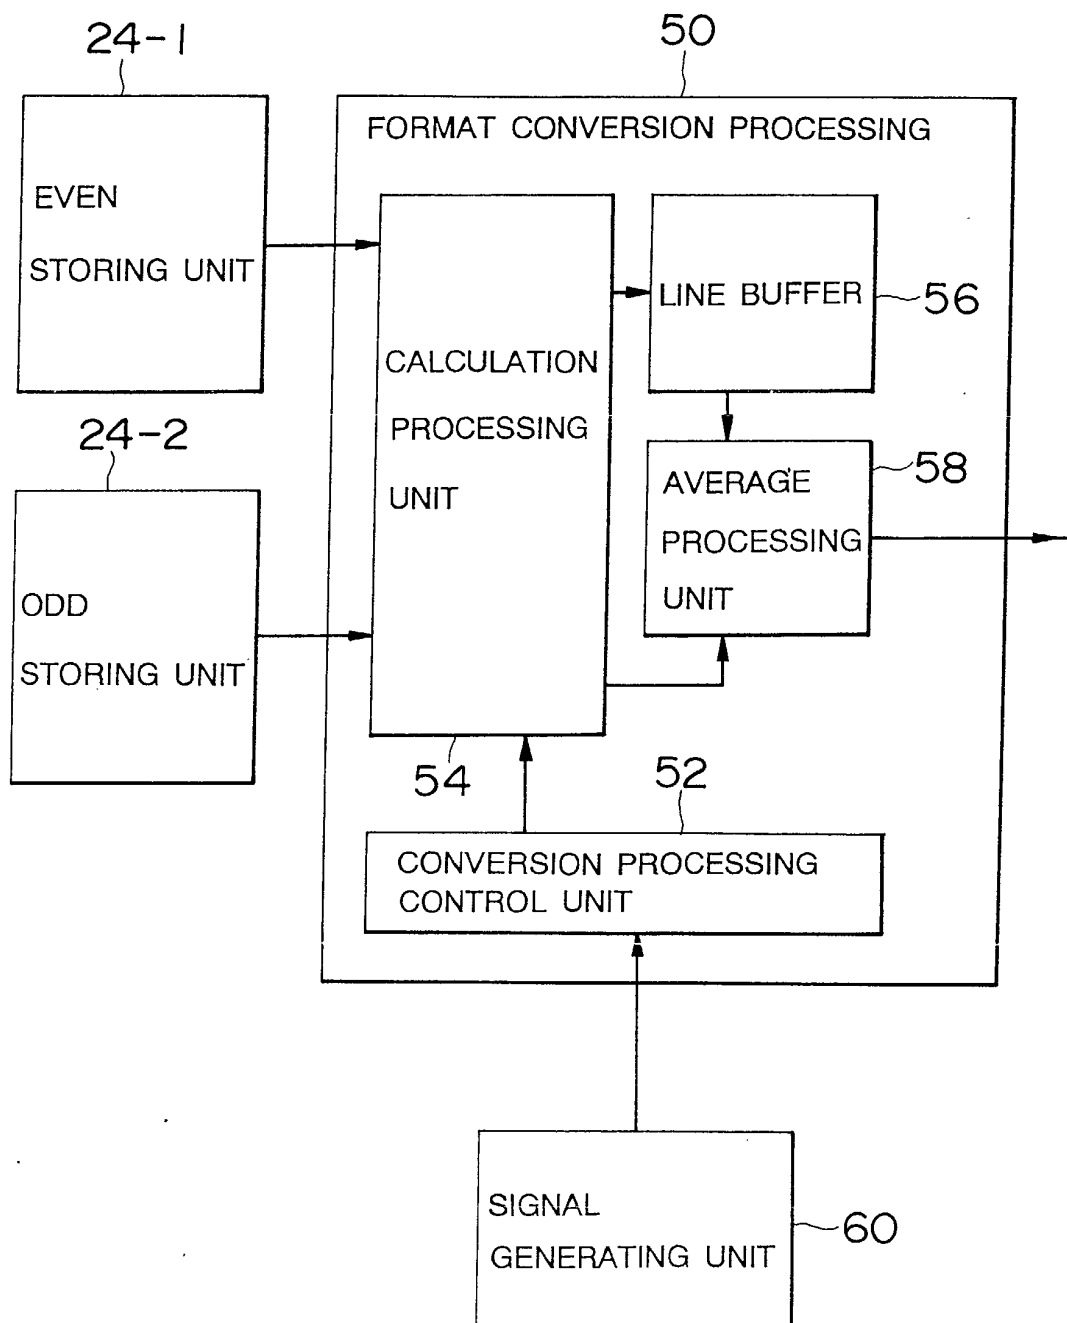 24-1
50
FORMAT CONVERSION PROCESSING
EVEN
STORING UNIT
LINE BUFFER
56
CALCULATION
PROCESSING
UNIT
24-2
58
AVERAGE
PROCESSING
UNIT
ODD
STORING UNIT
54
52
CONVERSION PROCESSING
CONTROL UNIT
SIGNAL
GENERATING UNIT
60